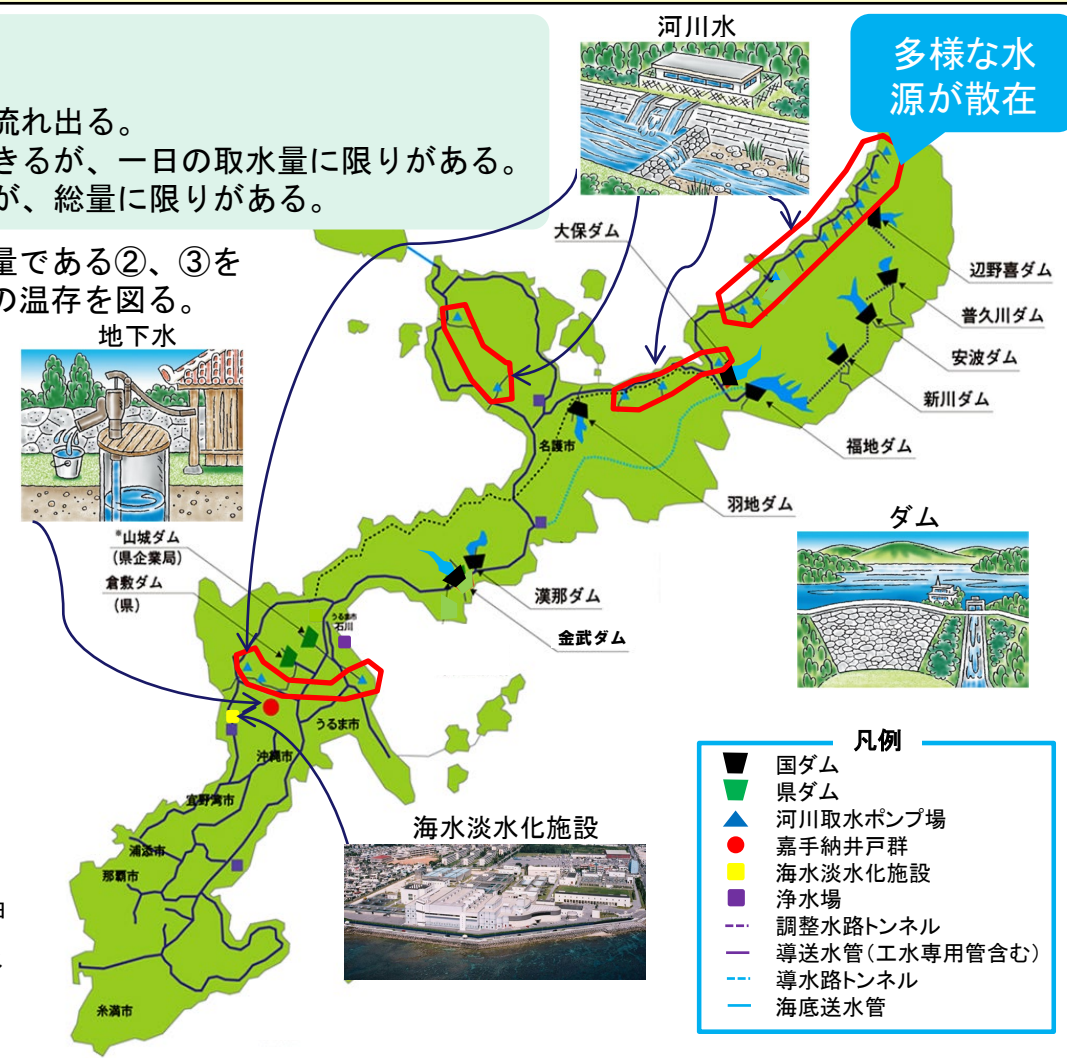 流れ出る。
きるが、一日の取水量に限りがある。
が、総量に限りがある。
量である②、③を
の温存を図る。
河川水
多様な水
源が散在
大保ダム
辺野喜ダム
普久川ダム
安波ダム
新川ダム
福地ダム
名護市
羽地ダム
地下水
*山城ダム
(県企業局)
倉敷ダム
(県)
うるま市
石川
漢那ダム
金武ダム
ダム
うるま市
沖縄市
宜野湾市
浦添市
那覇市
糸満市
海水淡水化施設
凡例
国ダム
県ダム
河川取水ポンプ場
嘉手納井戸群
海水淡水化施設
浄水場
調整水路トンネル
導送水管(工水専用管含む)
導水路トンネル
海底送水管